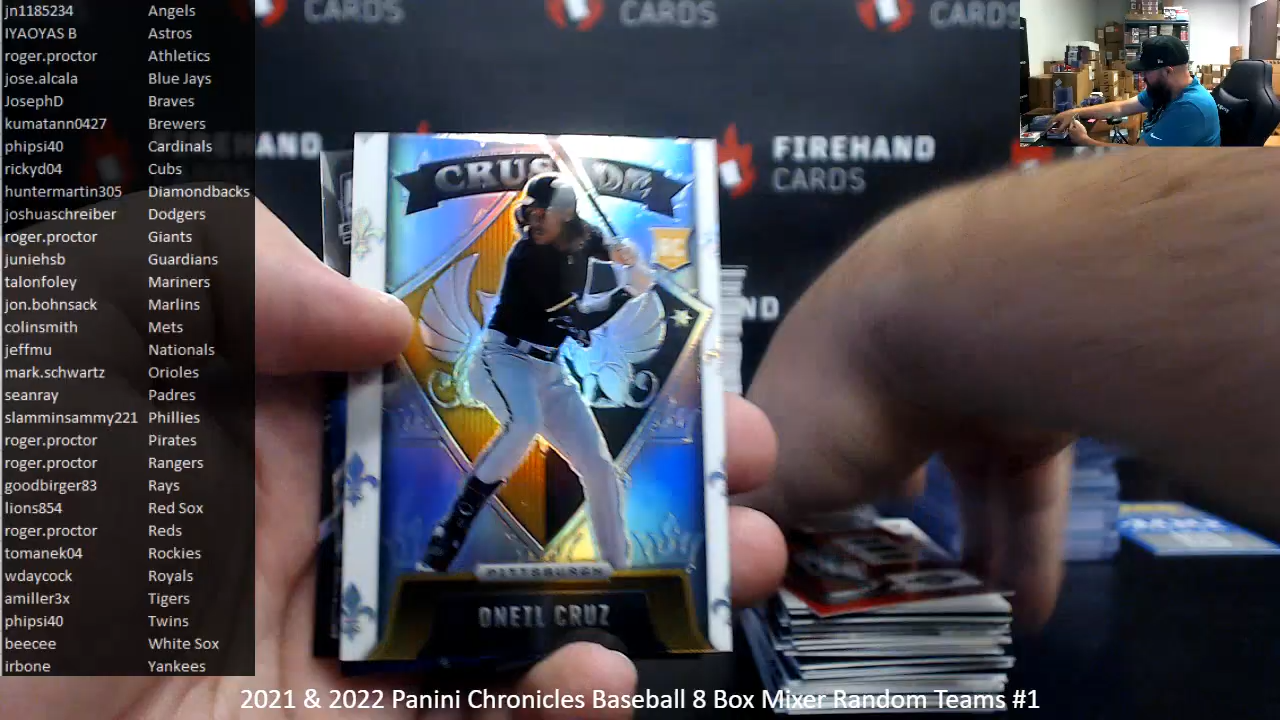 jn1185234 Angels
IYAOYAS B Astros
roger.proctor Athletics
jose.alcala Blue Jays
JosephD Braves
kumatann0427 Brewers
phipsi40 Cardinals
rickyd04 Cubs
huntermartin305 Diamondbacks
joshuaschreiber Dodgers
roger.proctor Giants
juniehsb Guardians
talonfoley Mariners
jon.bohnsack Marlins
colinsmith Mets
jeffmu Nationals
mark.schwartz Orioles
seanray Padres
slamminsammy221 Phillies
roger.proctor Pirates
roger.proctor Rangers
goodbirger83 Rays
lions854 Red Sox
roger.proctor Reds
tomanek04 Rockies
wdaycock Royals
amiller3x Tigers
phipsi40 Twins
beecee White Sox
irbone Yankees
CARDS
CARDS
CARDS
FIREHAND
CARDS
RC
PITTSBURGH
ONEIL CRUZ
2021 & 2022 Panini Chronicles Baseball 8 Box Mixer Random Teams #1